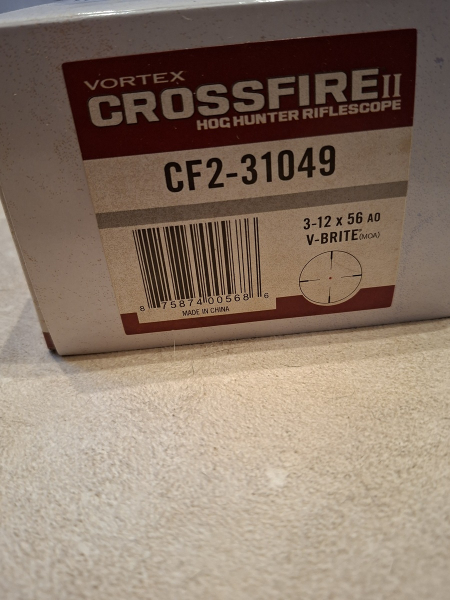 VORTEX
CROSSFIRE II
HOG HUNTER RIFLESCOPE
CF2-31049
3-12 x 56 AO
V-BRITE® (MOA)
8 75874 00568 6
MADE IN CHINA